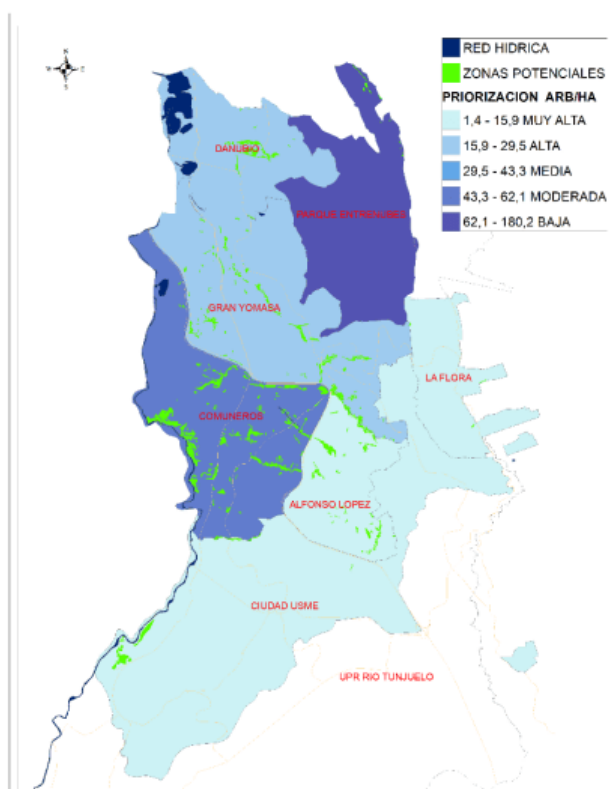 N
S
RED HIDRICA
ZONAS POTENCIALES
PRIORIZACION ARB/HA
1,4 - 15,9 MUY ALTA
15,9 - 29,5 ALTA
29,5 - 43,3 MEDIA
43,3 - 62,1 MODERADA
62,1 - 180,2 BAJA
DANUBIO
PARQUE ENTRENUBES
GRAN YOMASA
LA FLORA
COMUNEROS
ALFONSO LOPEZ
CIUDAD USME
UPR RIO TUNJUELO